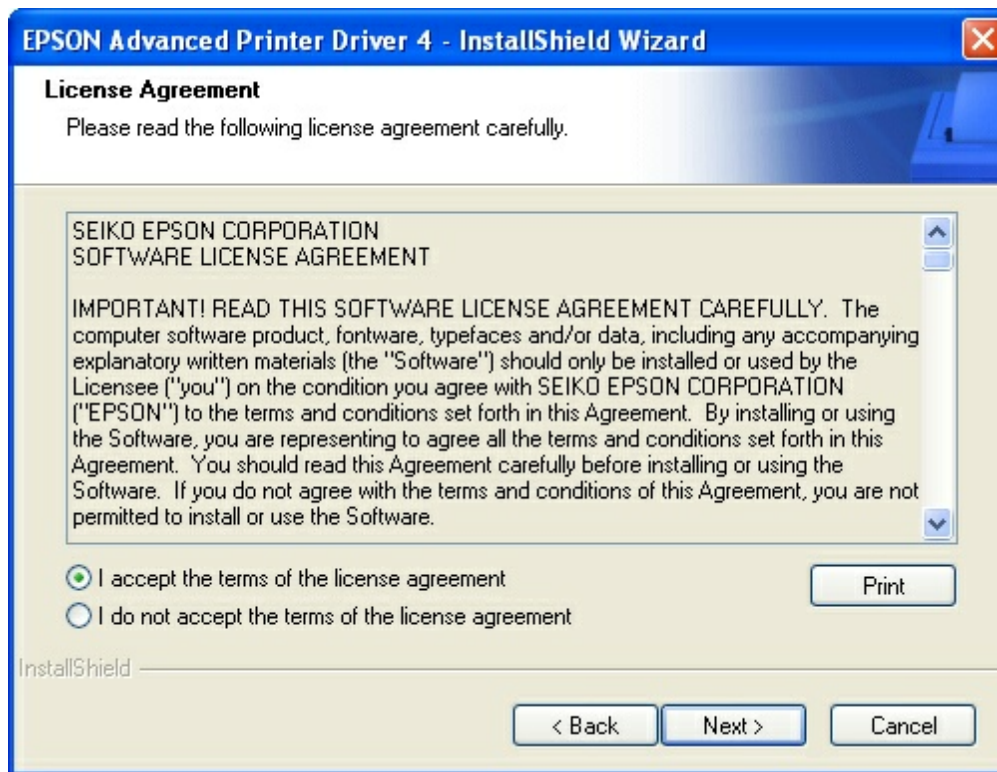 EPSON Advanced Printer Driver 4 - InstallShield Wizard
License Agreement
Please read the following license agreement carefully.
SEIKO EPSON CORPORATION
SOFTWARE LICENSE AGREEMENT
IMPORTANT! READ THIS SOFTWARE LICENSE AGREEMENT CAREFULLY.  The
computer software product, fontware, typefaces and/or data, including any accompanying
explanatory written materials (the "Software") should only be installed or used by the
Licensee ("you") on the condition you agree with SEIKO EPSON CORPORATION
("EPSON") to the terms and conditions set forth in this Agreement.  By installing or using
the Software, you are representing to agree all the terms and conditions set forth in this
Agreement.  You should read this Agreement carefully before installing or using the
Software.  If you do not agree with the terms and conditions of this Agreement, you are not
permitted to install or use the Software.
I accept the terms of the license agreement
Print
I do not accept the terms of the license agreement
InstallShield
< Back Next > Cancel